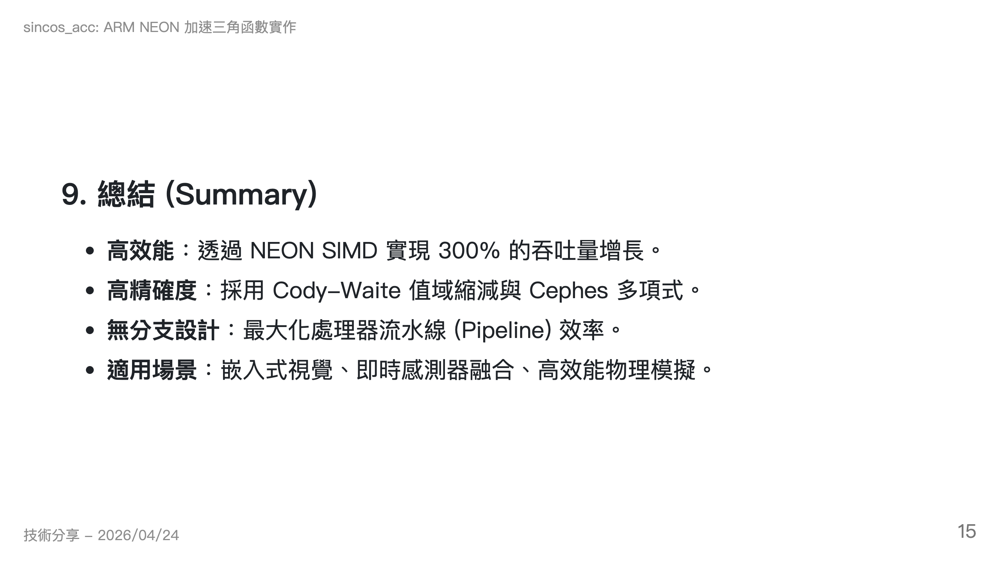 sincos_acc: ARM NEON 加速三角函數實作
9. 總結 (Summary)
• 高效能：透過 NEON SIMD 實現 300% 的吞吐量增長。
• 高精確度：採用 Cody-Waite 值域縮減與 Cephes 多項式。
• 無分支設計：最大化處理器流水線 (Pipeline) 效率。
• 適用場景：嵌入式視覺、即時感測器融合、高效能物理模擬。
技術分享 - 2026/04/24
15